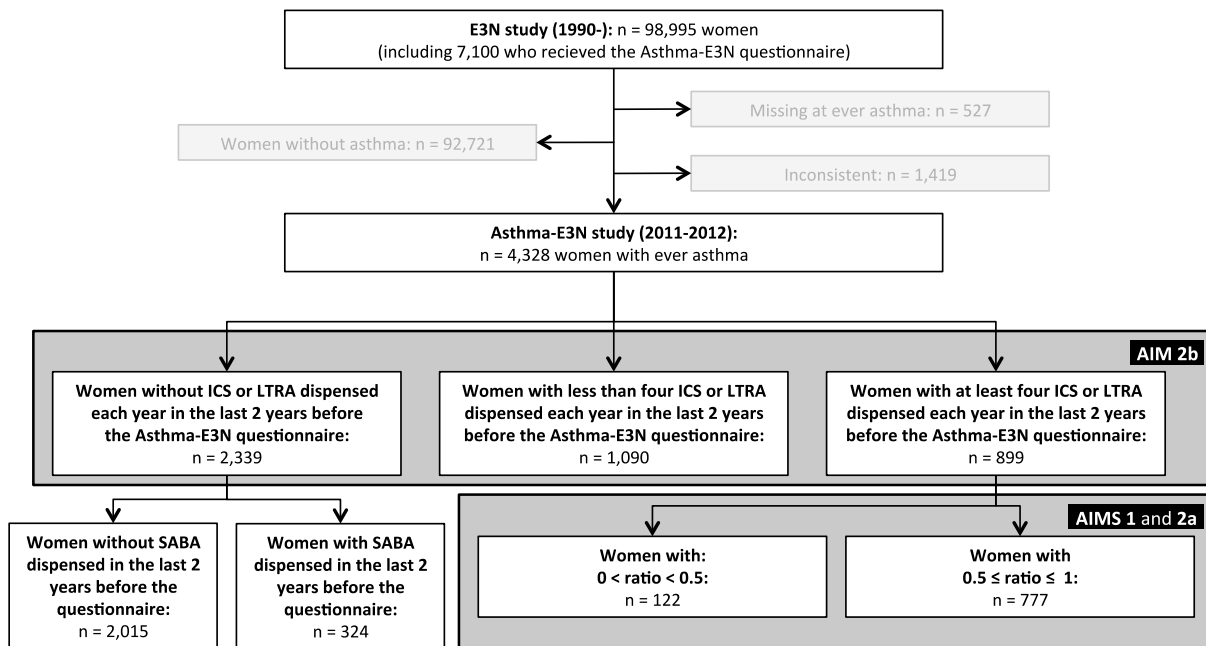 E3N study (1990-): n = 98,995 women
(including 7,100 who recieved the Asthma-E3N questionnaire)
Missing at ever asthma: n = 527
Women without asthma: n = 92,721
Inconsistent: n = 1,419
Asthma-E3N study (2011-2012):
n = 4,328 women with ever asthma
AIM 2b
Women without ICS or LTRA dispensed
each year in the last 2 years before
the Asthma-E3N questionnaire:
n = 2,339
Women with less than four ICS or LTRA
dispensed each year in the last 2 years
before the Asthma-E3N questionnaire:
n = 1,090
Women with at least four ICS or LTRA
dispensed each year in the last 2 years
before the Asthma-E3N questionnaire:
n = 899
AIMS 1 and 2a
Women without SABA
dispensed in the last 2
years before the
questionnaire:
n = 2,015
Women with SABA
dispensed in the last 2
years before the
questionnaire:
n = 324
Women with:
0 < ratio < 0.5:
n = 122
Women with
0.5 ≤ ratio ≤ 1:
n = 777